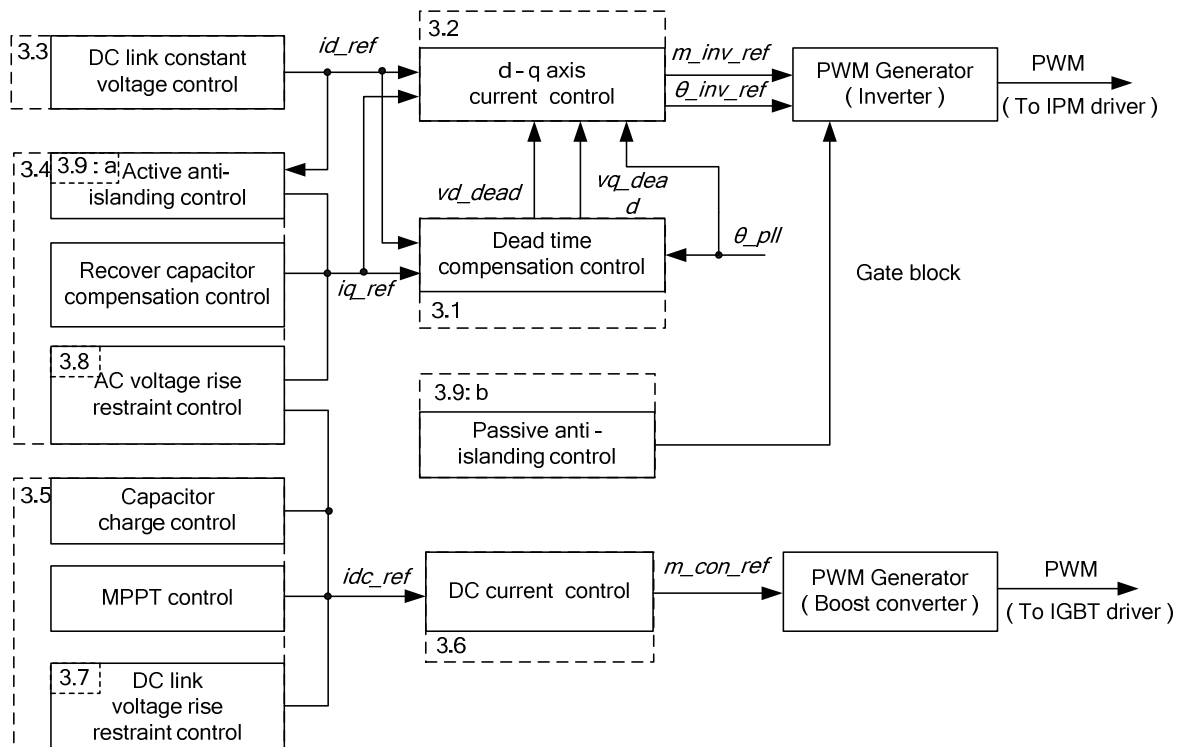 3.3
DC link constant
voltage control
id_ref
3.2
d - q axis
current control
m_inv_ref
θ_inv_ref
PWM Generator
( Inverter )
PWM
( To IPM driver )
3.4
3.9 : a
Active anti-
islanding control
vd_dead
vq_dea
d
Recover capacitor
compensation control
iq_ref
Dead time
compensation control
3.1
θ_pll
Gate block
3.8
AC voltage rise
restraint control
3.9: b
Passive anti -
islanding control
3.5
Capacitor
charge control
MPPT control
idc_ref
DC current control
3.6
m_con_ref
PWM Generator
( Boost converter )
PWM
( To IGBT driver )
3.7
DC link
voltage rise
restraint control